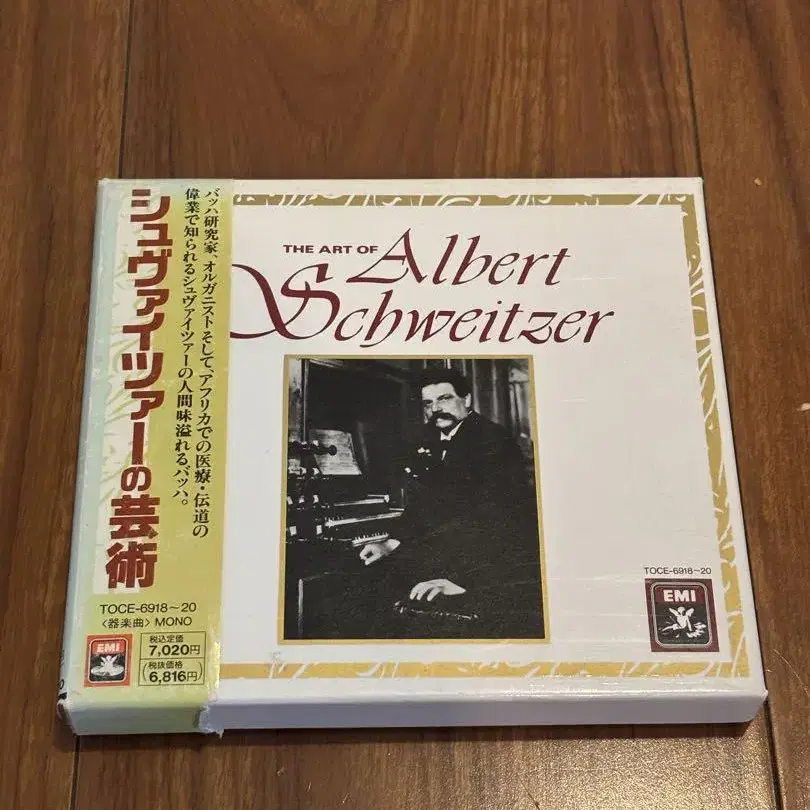 シュヴァイツァーの芸術
バッハ研究家、オルガニスト そして、アフリカでの医療・伝道の
偉業で知られるシュヴァイツァーの人間味溢れるバッハ。
TOCE-6918～20
〈器楽曲〉 MONO
EMI
税込定価
7,020円
(税抜価格
6,816円)
THE ART OF Albert
Schweitzer
TOCE-6918～20
EMI